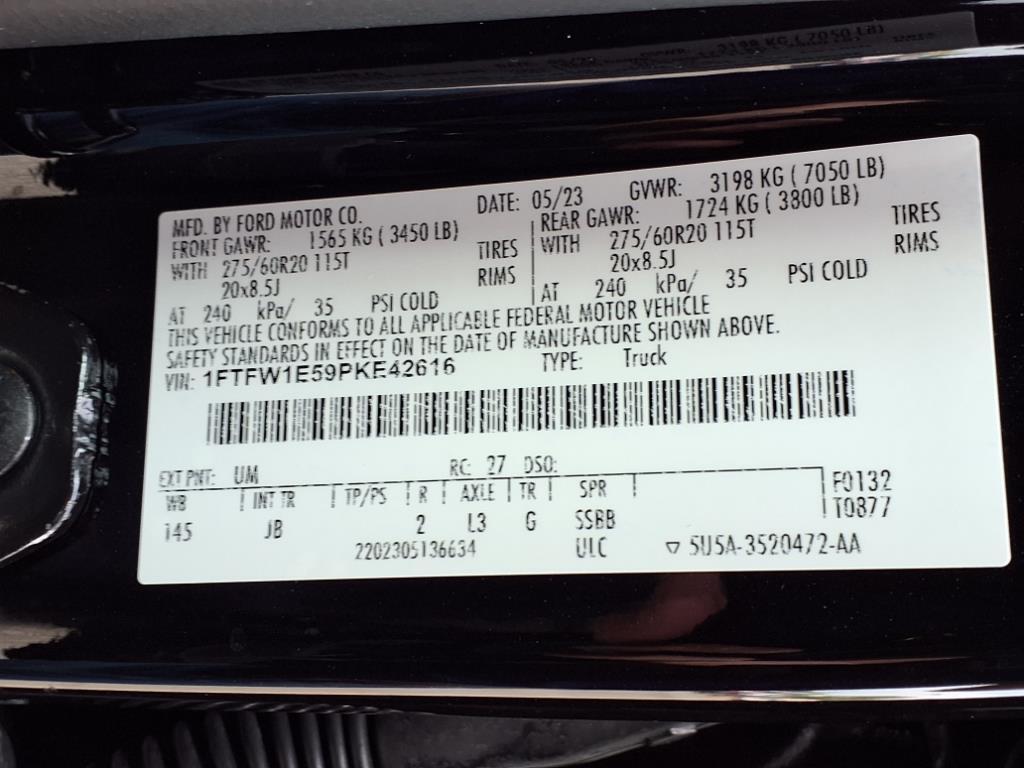 MFD. BY FORD MOTOR CO. DATE: 05/23 GVWR: 3198 KG ( 7050 LB)
FRONT GAWR: 1565 KG ( 3450 LB) REAR GAWR: 1724 KG ( 3800 LB)
WITH 275/60R20 115T TIRES WITH 275/60R20 115T TIRES
20x8.5J RIMS 20x8.5J RIMS
AT 240 kPa/ 35 PSI COLD AT 240 kPa/ 35 PSI COLD
THIS VEHICLE CONFORMS TO ALL APPLICABLE FEDERAL MOTOR VEHICLE
SAFETY STANDARDS IN EFFECT ON THE DATE OF MANUFACTURE SHOWN ABOVE.
VIN: 1FTFW1E59PKE42616 TYPE: Truck
EXT PNT: UM RC: 27 DSO:
WB INT TR TP/PS R AXLE TR SPR F0132
145 JB 2 L3 G SSBB T0877
2202305136634 ULC ▽ 5U5A-3520472-AA
3198 KG ( 7050 LB)